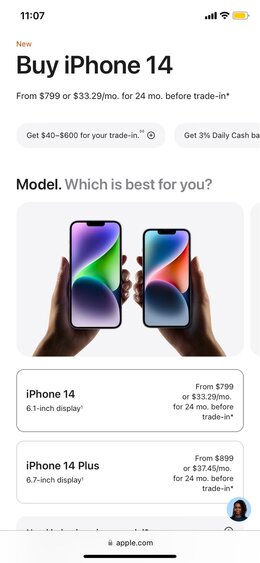 11:07
New
Buy iPhone 14
From $799 or $33.29/mo. for 24 mo. before trade-in*
Get $40–$600 for your trade-in.
Get 3% Daily Cash ba
Model. Which is best for you?
iPhone 14
6.1-inch display¹
From $799
or $33.29/mo.
for 24 mo. before
trade-in*
iPhone 14 Plus
6.7-inch display¹
From $899
or $37.45/mo.
for 24 mo. before
trade-in*
apple.com